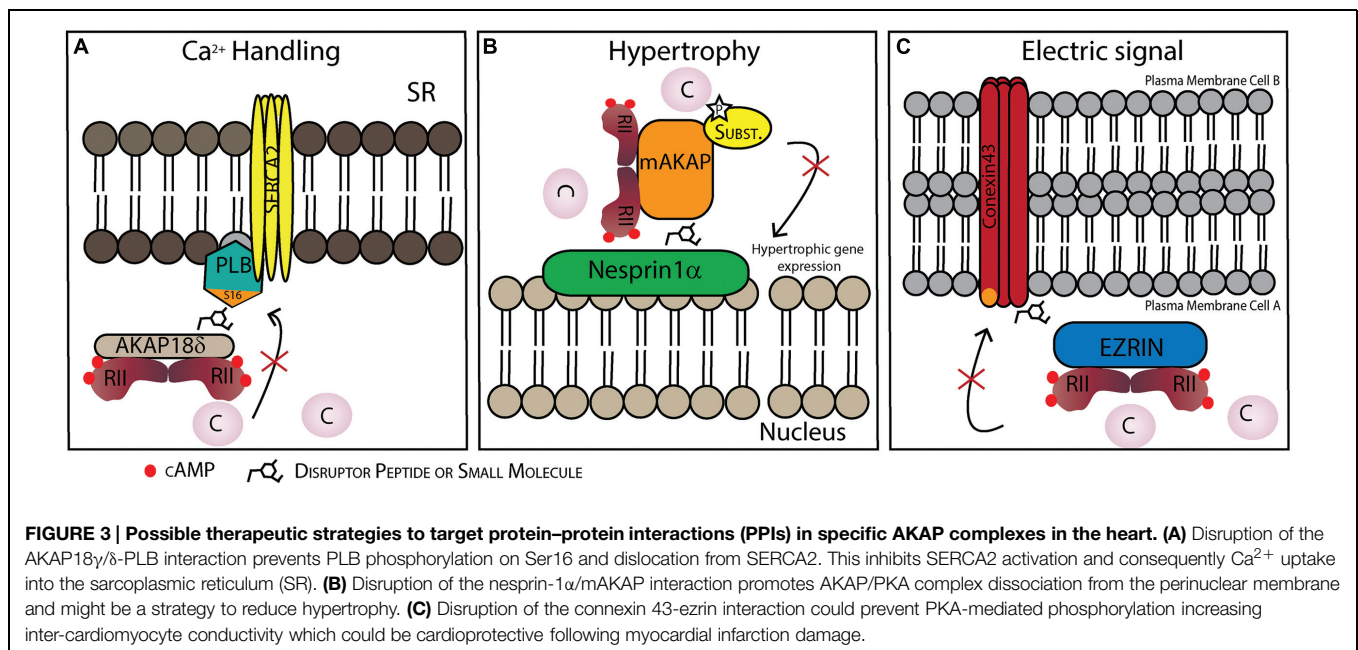 A
Ca2+ Handling
SR
SERCA2
PLB
S16
AKAP18δ
RII
RII
C
C
B
Hypertrophy
C
P
RII
mAKAP
SUBST.
C
RII
Hypertrophic gene
expression
Nesprin1α
Nucleus
C
Electric signal
Plasma Membrane Cell B
Conexin43
Plasma Membrane Cell A
EZRIN
RII
RII
C
C
cAMP
DISRUPTOR PEPTIDE OR SMALL MOLECULE
FIGURE 3 | Possible therapeutic strategies to target protein–protein interactions (PPIs) in specific AKAP complexes in the heart. (A) Disruption of the
AKAP18γ/δ-PLB interaction prevents PLB phosphorylation on Ser16 and dislocation from SERCA2. This inhibits SERCA2 activation and consequently Ca2+ uptake
into the sarcoplasmic reticulum (SR). (B) Disruption of the nesprin-1α/mAKAP interaction promotes AKAP/PKA complex dissociation from the perinuclear membrane
and might be a strategy to reduce hypertrophy. (C) Disruption of the connexin 43-ezrin interaction could prevent PKA-mediated phosphorylation increasing
inter-cardiomyocyte conductivity which could be cardioprotective following myocardial infarction damage.